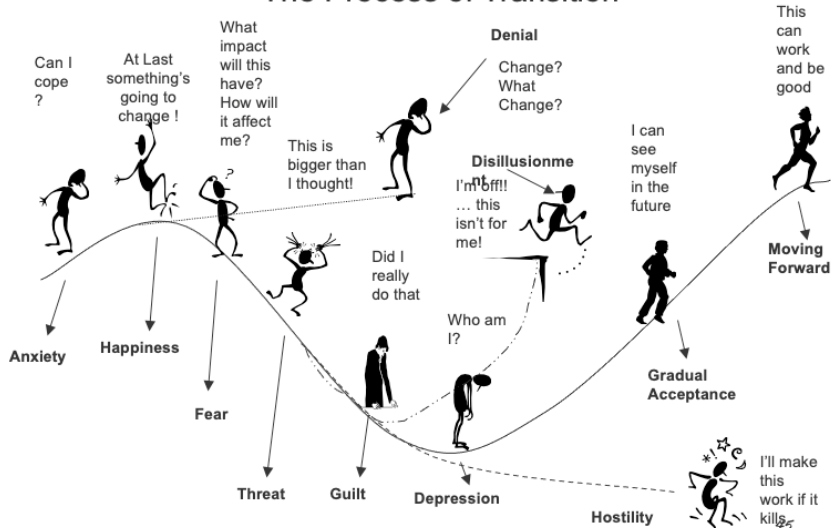 The Process of Transition
Can I
cope
?
At Last
something's
going to
change !
What
impact
will this
have?
How will
it affect
me?
?
This is
bigger than
I thought!
Denial
Change?
What
Change?
Disillusionme
nt
I'm off!!
… this
isn't for
me!
I can
see
myself
in the
future
This
can
work
and be
good
Did I
really
do that
Who am
I?
Moving
Forward
Gradual
Acceptance
Anxiety
Happiness
Fear
Threat
Guilt
Depression
Hostility
I'll make
this
work if it
kills